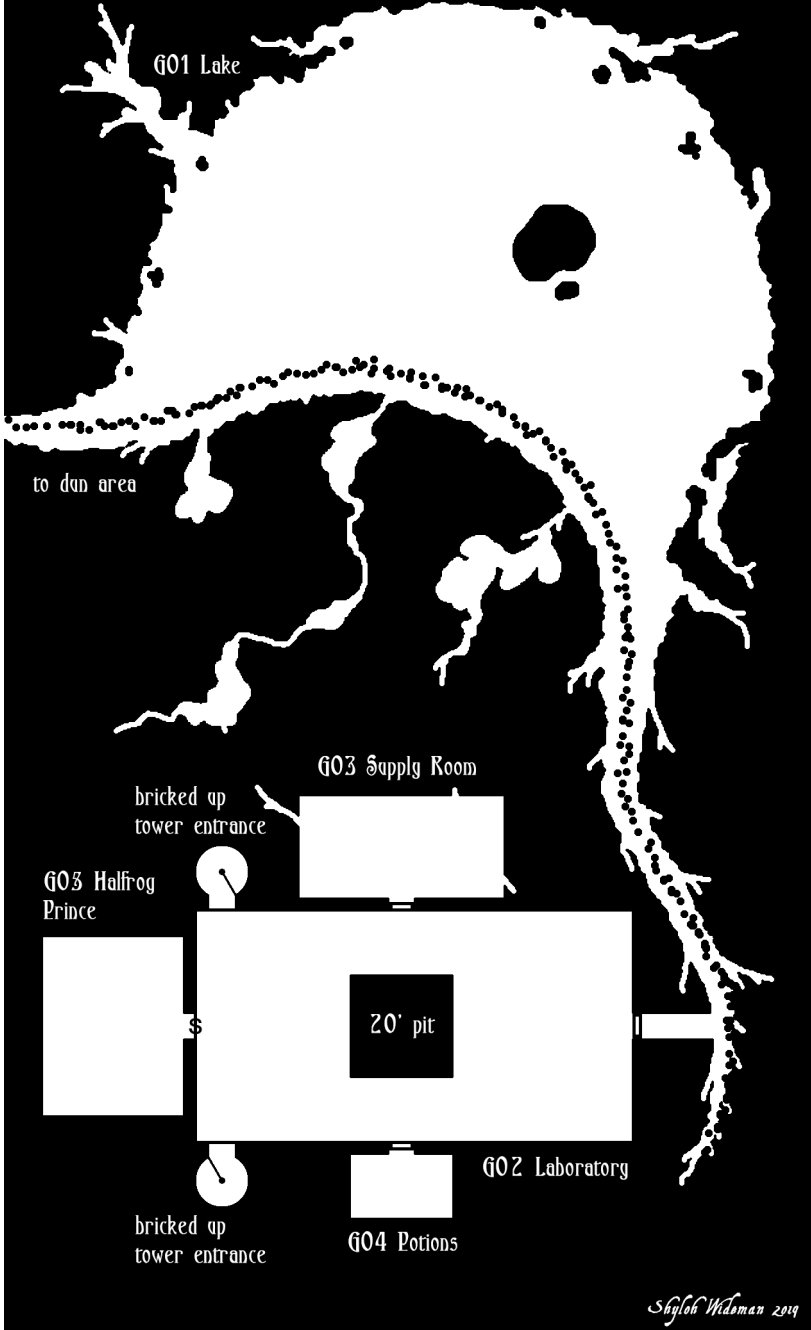 G01 Lake
to dun area
G03 Supply Room
bricked up
tower entrance
G03 Halfrog
Prince
20' pit
S
G02 Laboratory
bricked up
tower entrance
G04 Potions
Shyloh Wideman 2019